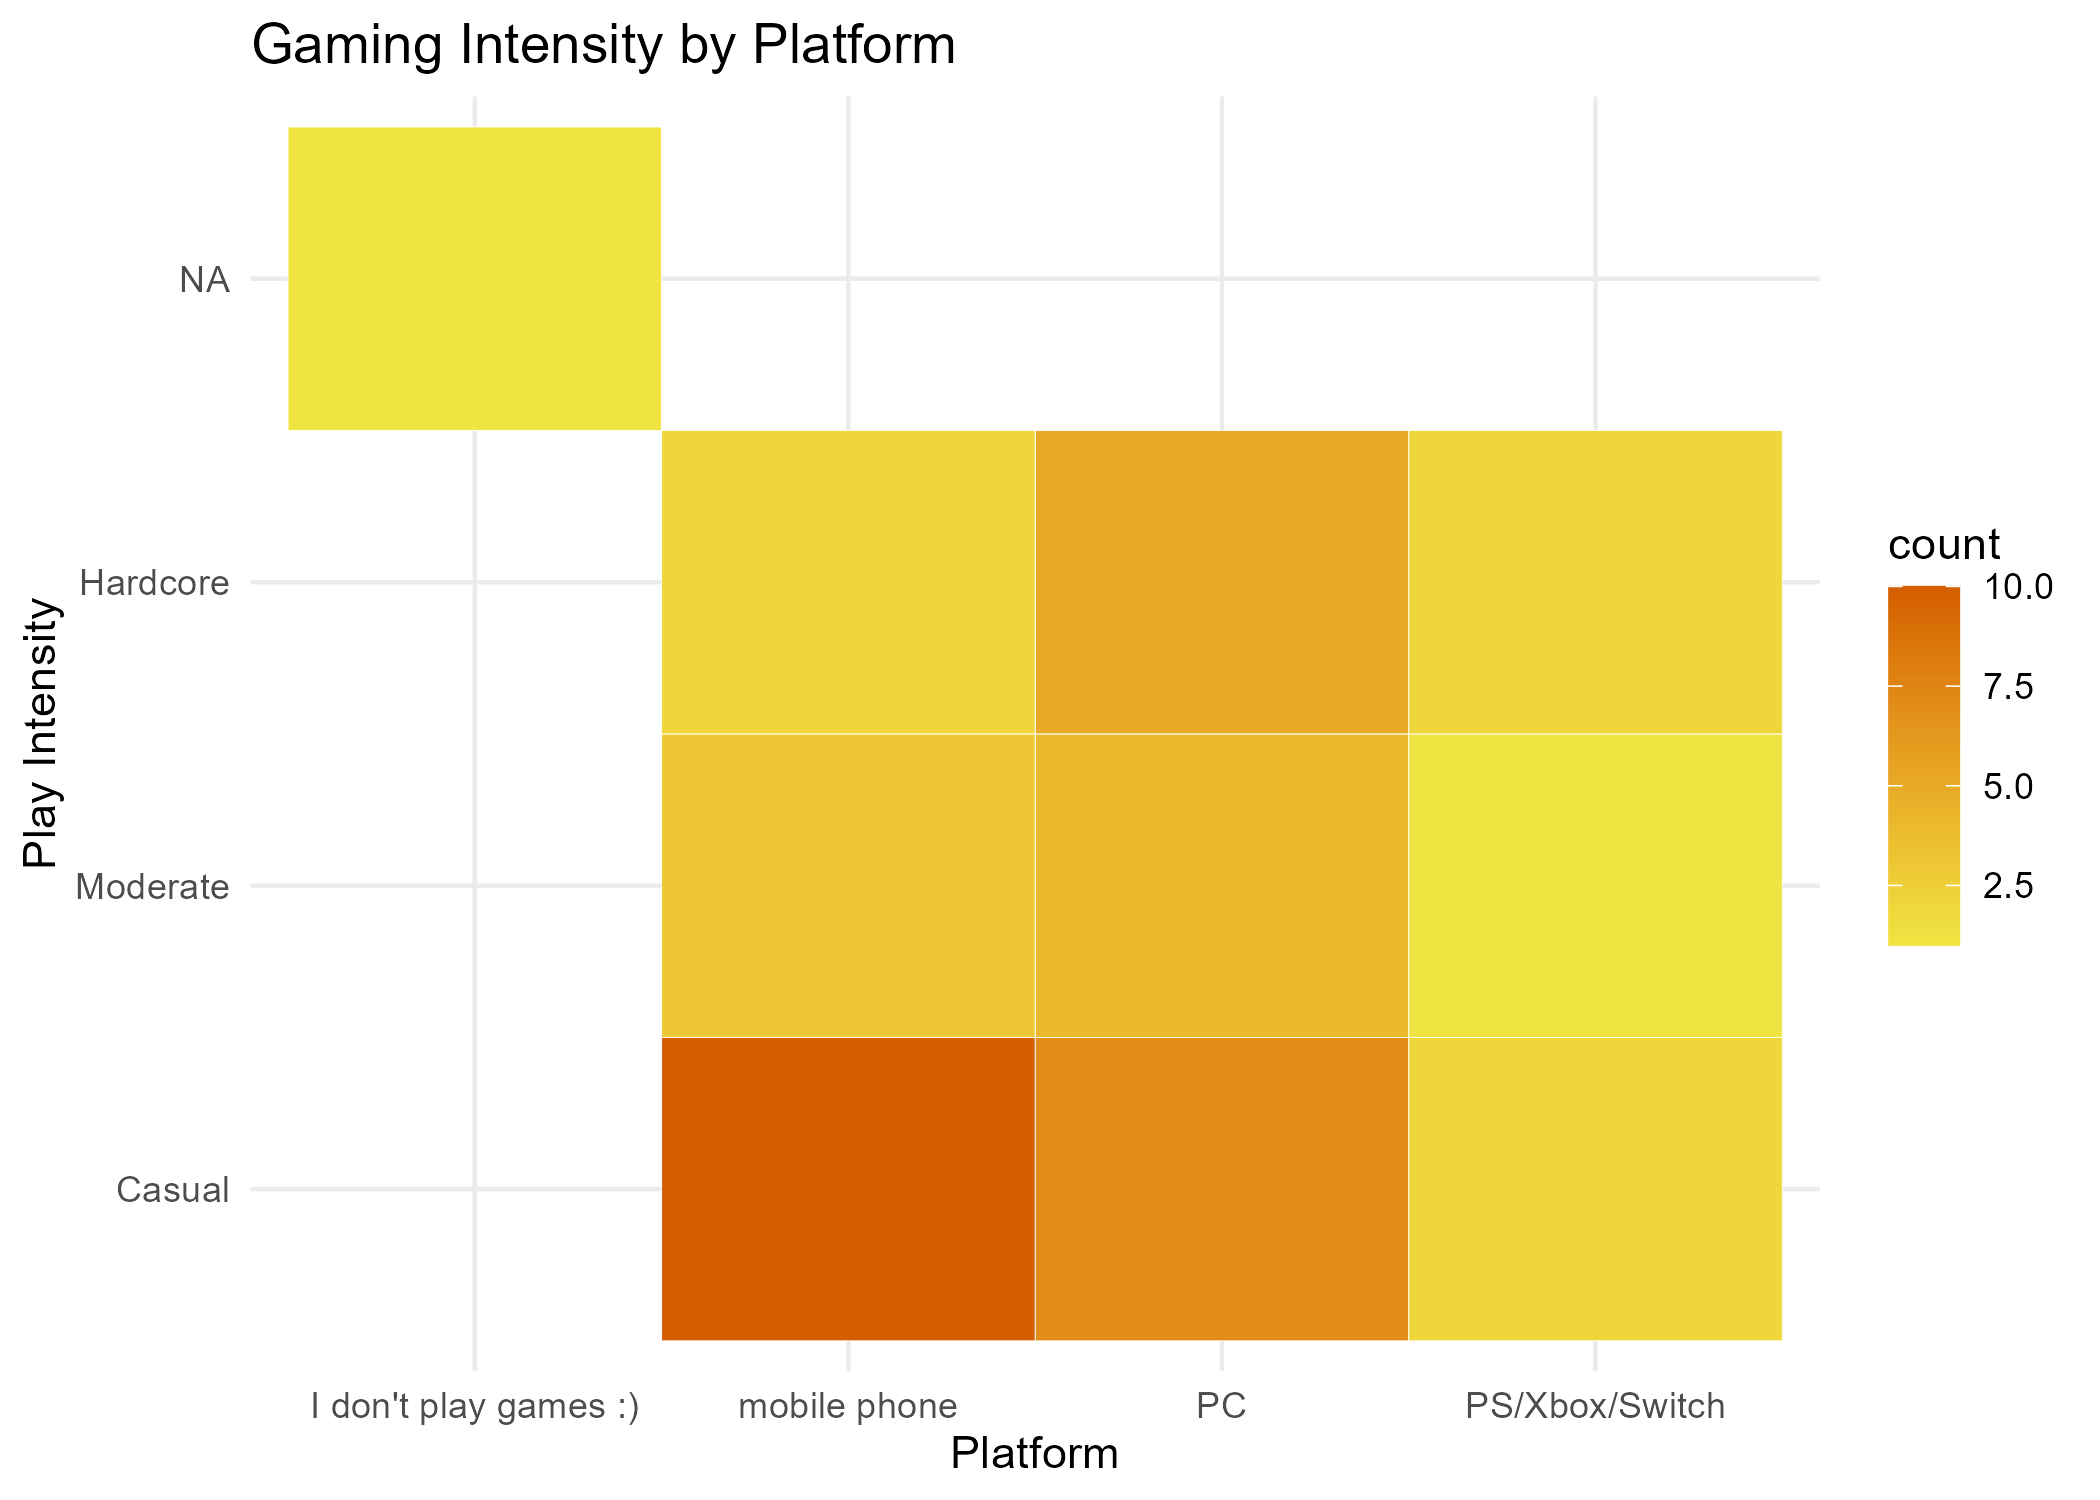 Gaming Intensity by Platform
Play Intensity
NA
Hardcore
Moderate
Casual
I don't play games :)
mobile phone
PC
PS/Xbox/Switch
Platform
count
10.0
7.5
5.0
2.5